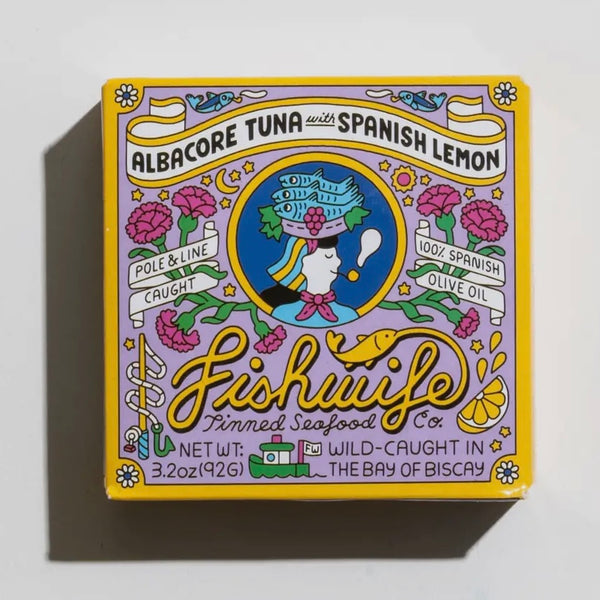 ALBACORE TUNA with SPANISH LEMON
POLE & LINE
CAUGHT
100% SPANISH
OLIVE OIL
Fishwife
Tinned Seafood Co.
NET WT:
3.2oz(92G)
FW
WILD-CAUGHT IN
THE BAY OF BISCAY